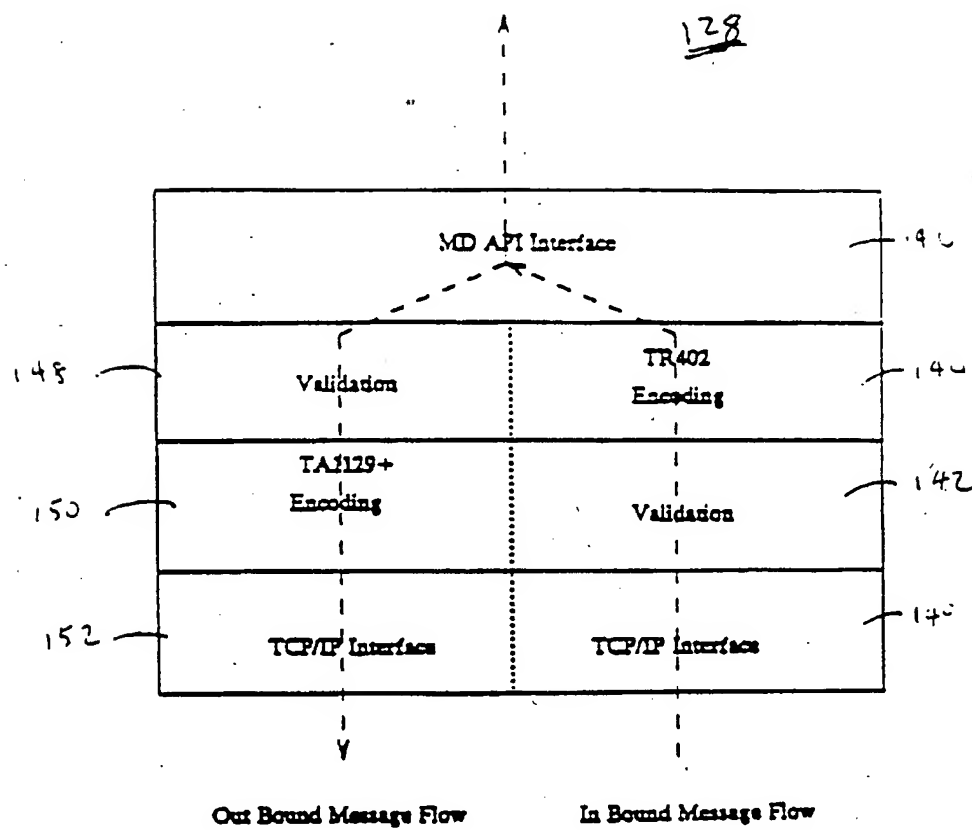 128
MD API Interface
148
Validation
TR402
Encoding
150
TA1129+
Encoding
142
Validation
152
TCP/IP Interface
TCP/IP Interface
Out Bound Message Flow
In Bound Message Flow